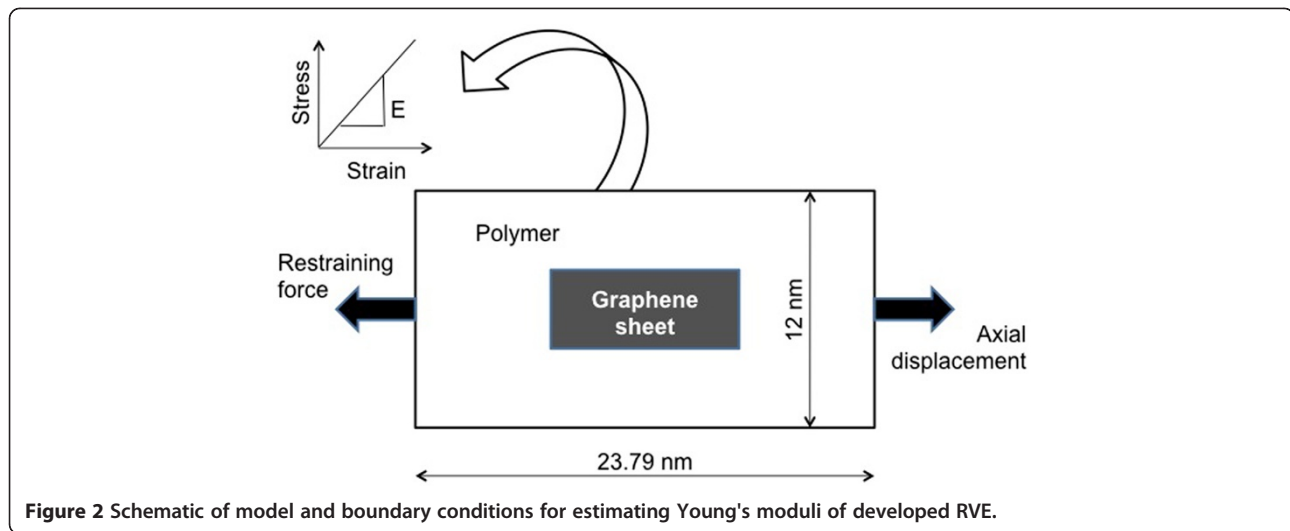 Stress
E
Strain
Polymer
Restraining
force
Graphene
sheet
12 nm
Axial
displacement
23.79 nm
Figure 2 Schematic of model and boundary conditions for estimating Young's moduli of developed RVE.